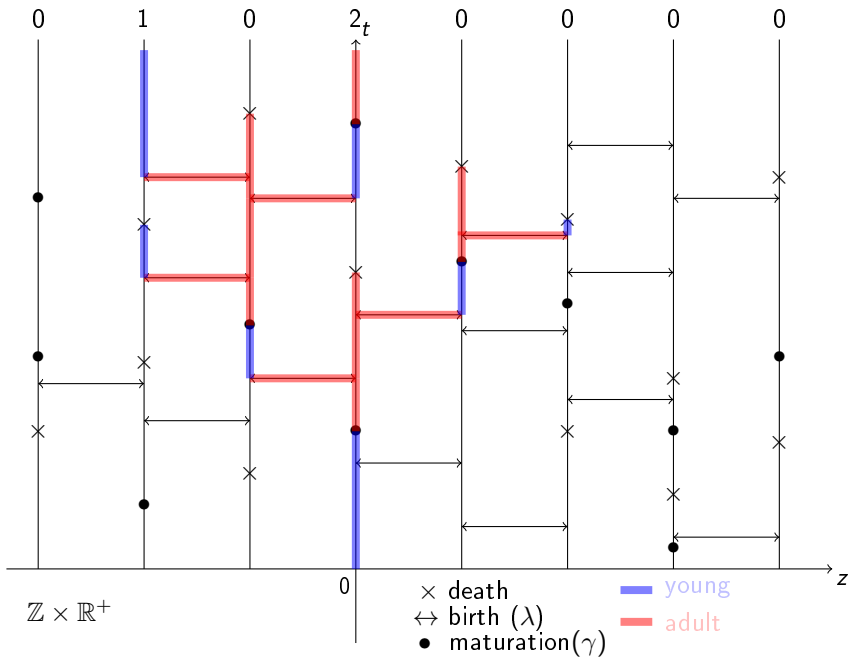 0 1 0 2 0 0 0 0
t
0
z
ℤ × ℝ⁺
× death
↔ birth (λ)
● maturation(γ)
young
adult